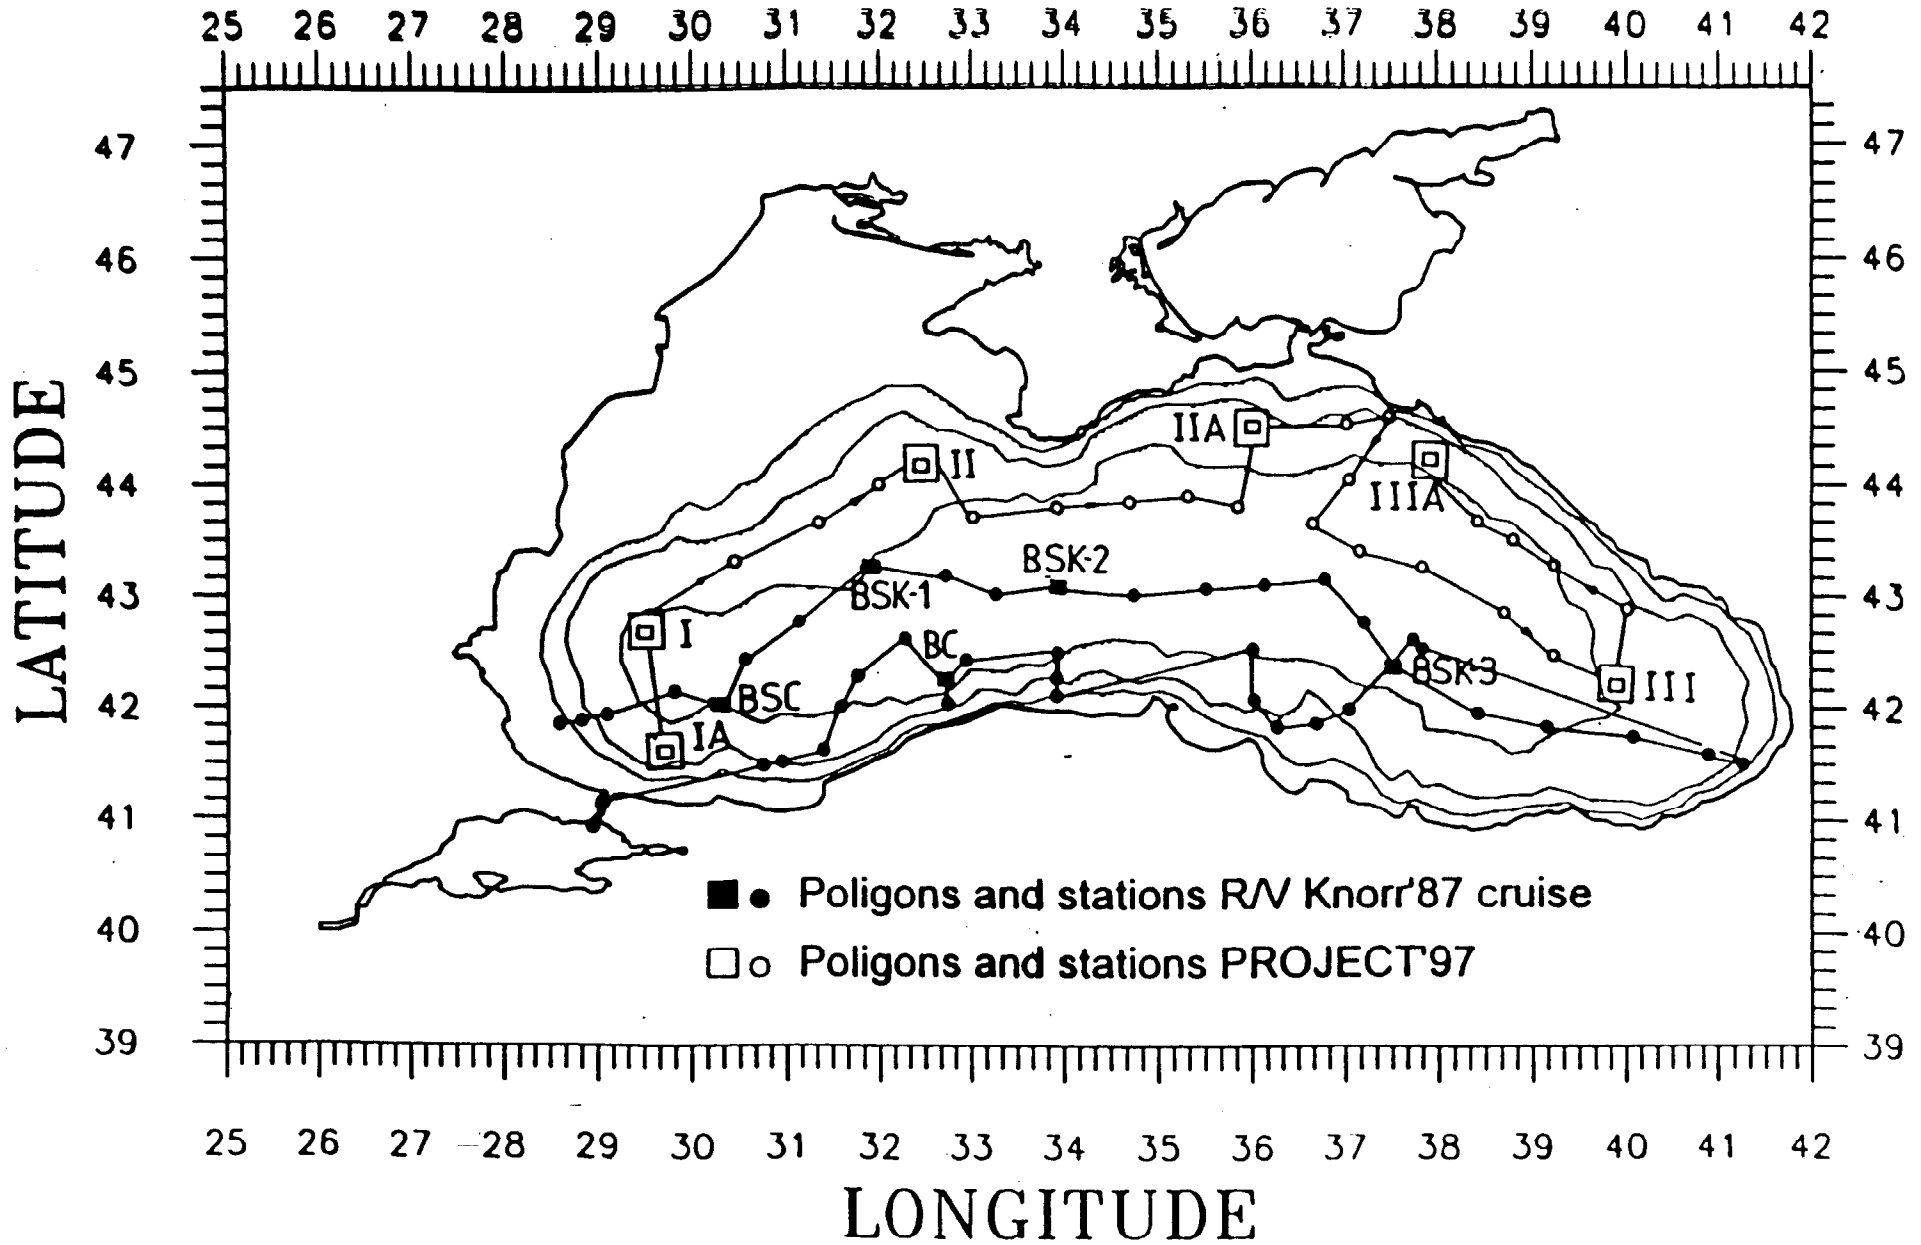 25 26 27 28 29 30 31 32 33 34 35 36 37 38 39 40 41 42
47 47
46 46
45 45
IIA
II
44 44
IIIA
BSK-2
43 43
BSK-1
I
BC
BSK-3
BSC
III
42 42
IA
41 41
Poligons and stations R/V Knorr'87 cruise
40 40
Poligons and stations PROJECT'97
39 39
25 26 27 28 29 30 31 32 33 34 35 36 37 38 39 40 41 42
LATITUDE
LONGITUDE